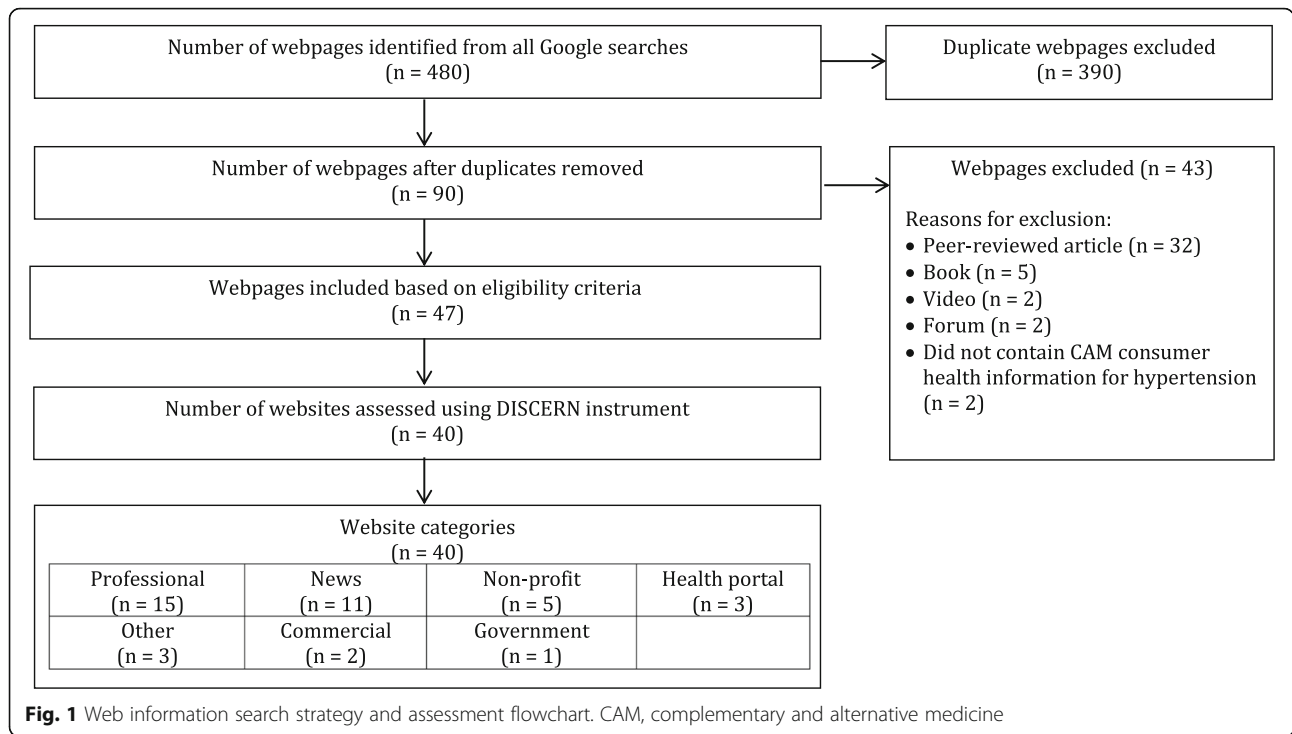 Number of webpages identified from all Google searches
(n = 480)
Duplicate webpages excluded
(n = 390)
Number of webpages after duplicates removed
(n = 90)
Webpages excluded (n = 43)
Reasons for exclusion:
• Peer-reviewed article (n = 32)
• Book (n = 5)
• Video (n = 2)
• Forum (n = 2)
• Did not contain CAM consumer
health information for hypertension
(n = 2)
Webpages included based on eligibility criteria
(n = 47)
Number of websites assessed using DISCERN instrument
(n = 40)
Website categories
(n = 40)
Professional
(n = 15)
News
(n = 11)
Non-profit
(n = 5)
Health portal
(n = 3)
Other
(n = 3)
Commercial
(n = 2)
Government
(n = 1)
Fig. 1 Web information search strategy and assessment flowchart. CAM, complementary and alternative medicine